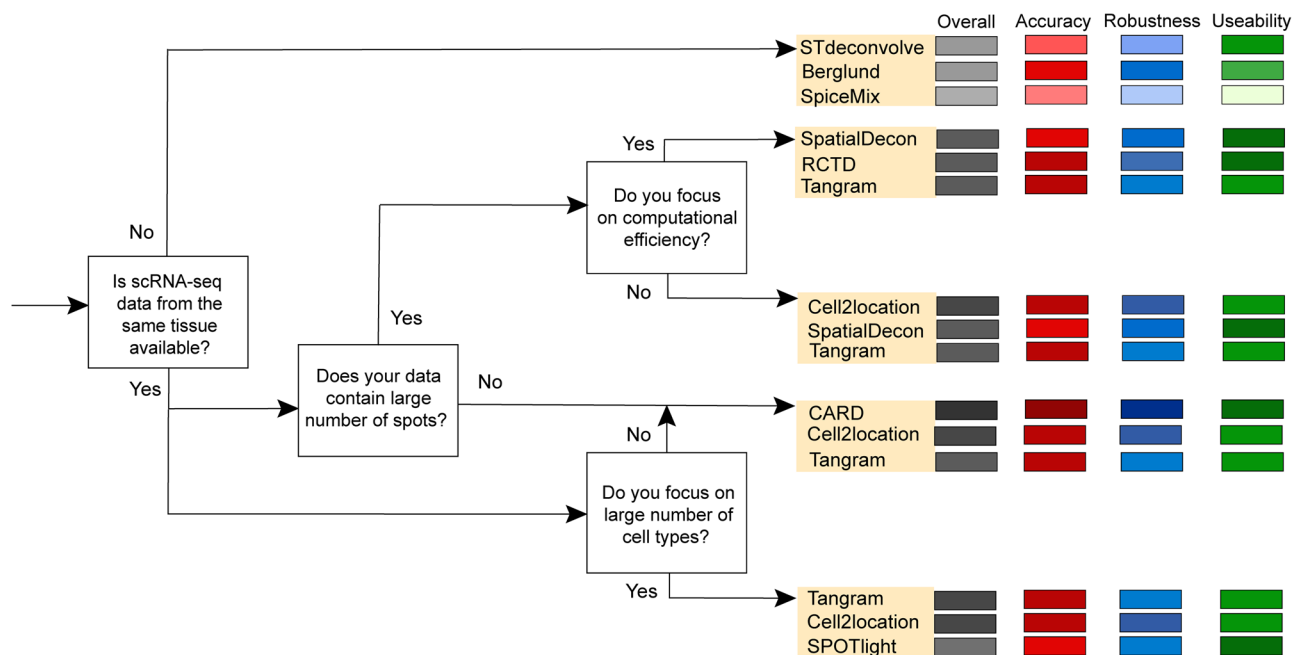 Overall Accuracy Robustness Useability
STdeconvolve
Berglund
SpiceMix
Yes
SpatialDecon
RCTD
Tangram
Do you focus
on computational
efficiency?
No
Is scRNA-seq
data from the
same tissue
available?
No
Cell2location
SpatialDecon
Tangram
Yes
Yes
Does your data
contain large
number of spots?
No
CARD
Cell2location
Tangram
No
Do you focus on
large number of
cell types?
Yes
Tangram
Cell2location
SPOTlight